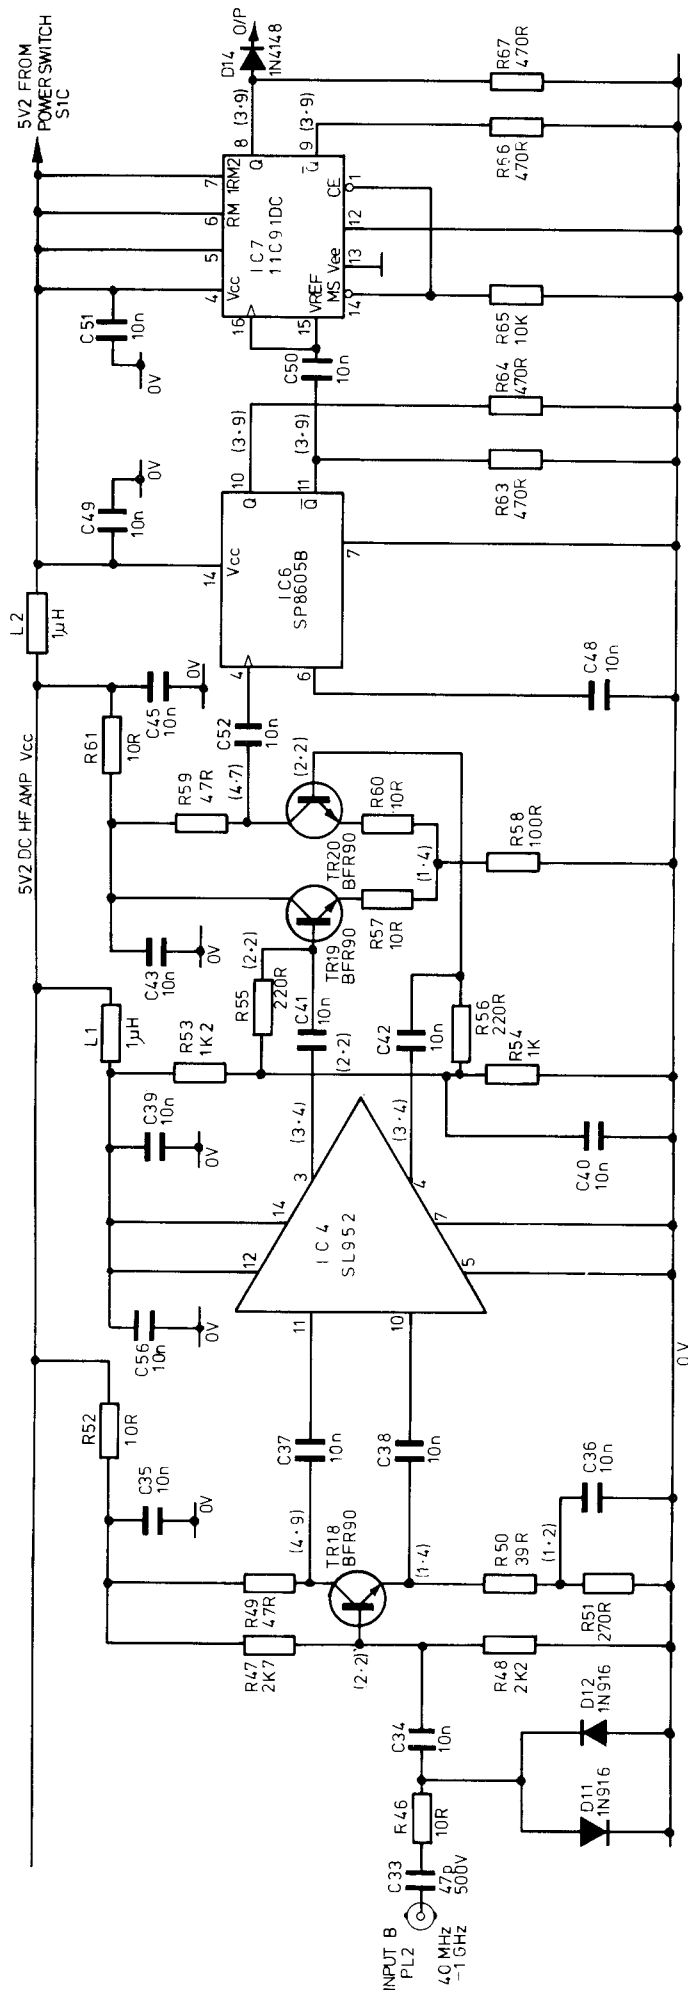 INPUT B
PL2
40 MHz
-1 GHz
C33
47p
500V
R46
10R
D11
1N916
D12
1N916
C34
10n
R47
2K7
R49
47R
(2·2)
R48
2K2
TR18
BFR90
(4·9)
(1·4)
R50
39R
(1·2)
R51
270R
C36
10n
C35
10n
0V
R52
10R
C37
10n
C38
10n
C56
10n
0V
11
10
12
14
IC4
SL952
5
7
3
4
0V
C39
10n
0V
L1
1µH
R53
1K2
(3·4)
(3·4)
(2·2)
C40
10n
C41
10n
C42
10n
R55
220R
(2·2)
R56
220R
R54
1K
5V2 DC HF AMP Vcc
C43
10n
0V
TR19
BFR90
R57
10R
TR20
BFR90
(2·2)
R60
10R
(1·4)
R58
100R
R59
47R
(4·7)
R61
10R
C45
10n
0V
C52
10n
L2
1µH
4
6
14
Vcc
IC6
SP8605B
7
C48
10n
C49
10n
0V
10
Q
11
Q̅
(3·9)
(3·9)
R63
470R
R64
470R
C50
10n
C51
10n
0V
16
15
VREF
14
MS
4
Vcc
5
6
RM
7
1RM2
IC7
11C91DC
Vee
13
12
CE
1
8
Q
9
Q̅
(3·9)
(3·9)
R65
10K
R66
470R
R67
470R
D14
1N4148
O/P
5V2 FROM
POWER SWITCH
S1C